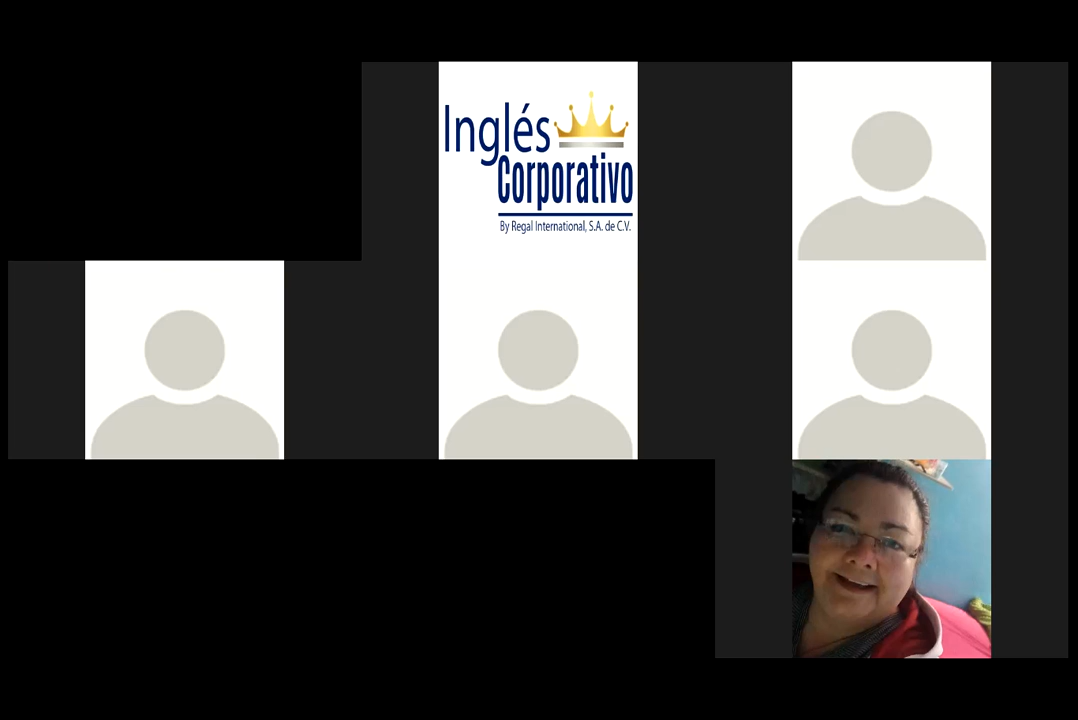 Inglés
Corporativo
By Regal International, S.A. de C.V.